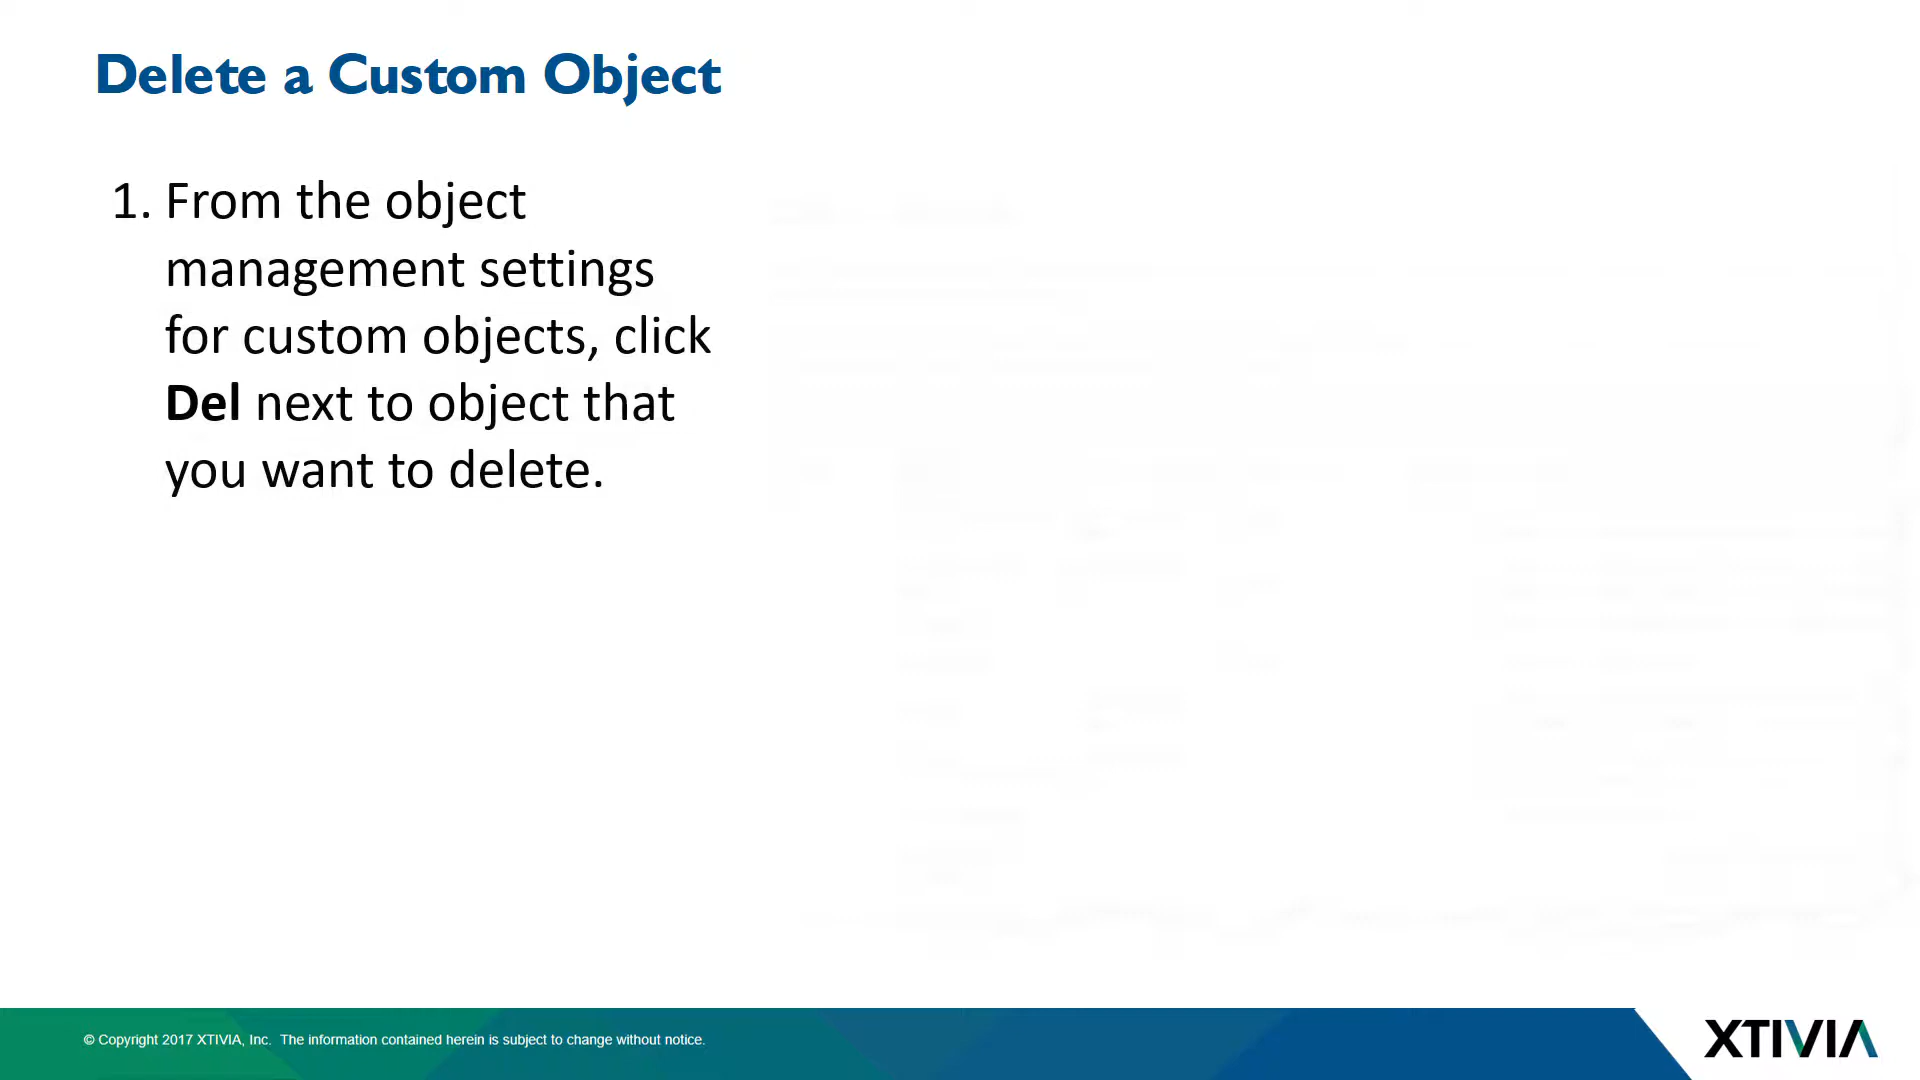 Delete a Custom Object
1. From the object
management settings
for custom objects, click
Del next to object that
you want to delete.
© Copyright 2017 XTIVIA, Inc. The information contained herein is subject to change without notice.
XTIVIA